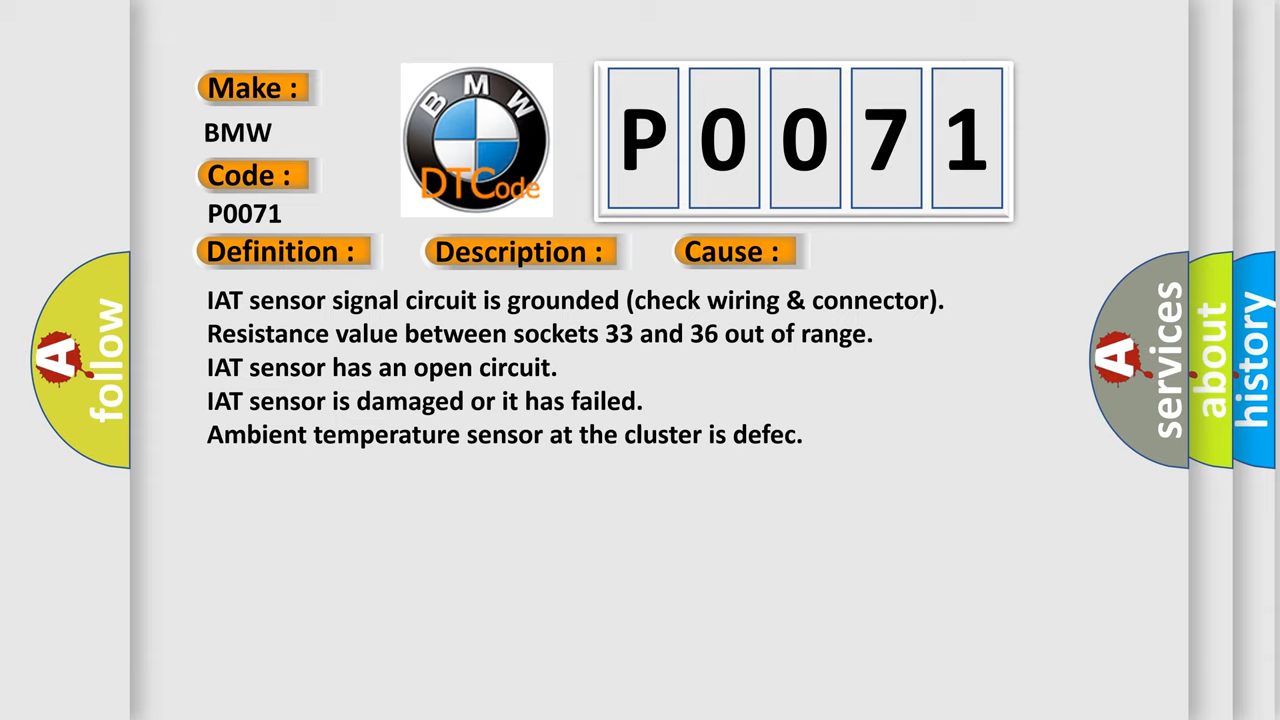 Make :
BMW
Code :
P0071
BMW
DTCode
P0071
Definition :
Description :
Cause :
IAT sensor signal circuit is grounded (check wiring & connector).
Resistance value between sockets 33 and 36 out of range.
IAT sensor has an open circuit.
IAT sensor is damaged or it has failed.
Ambient temperature sensor at the cluster is defec.
A follow
A services
about
history